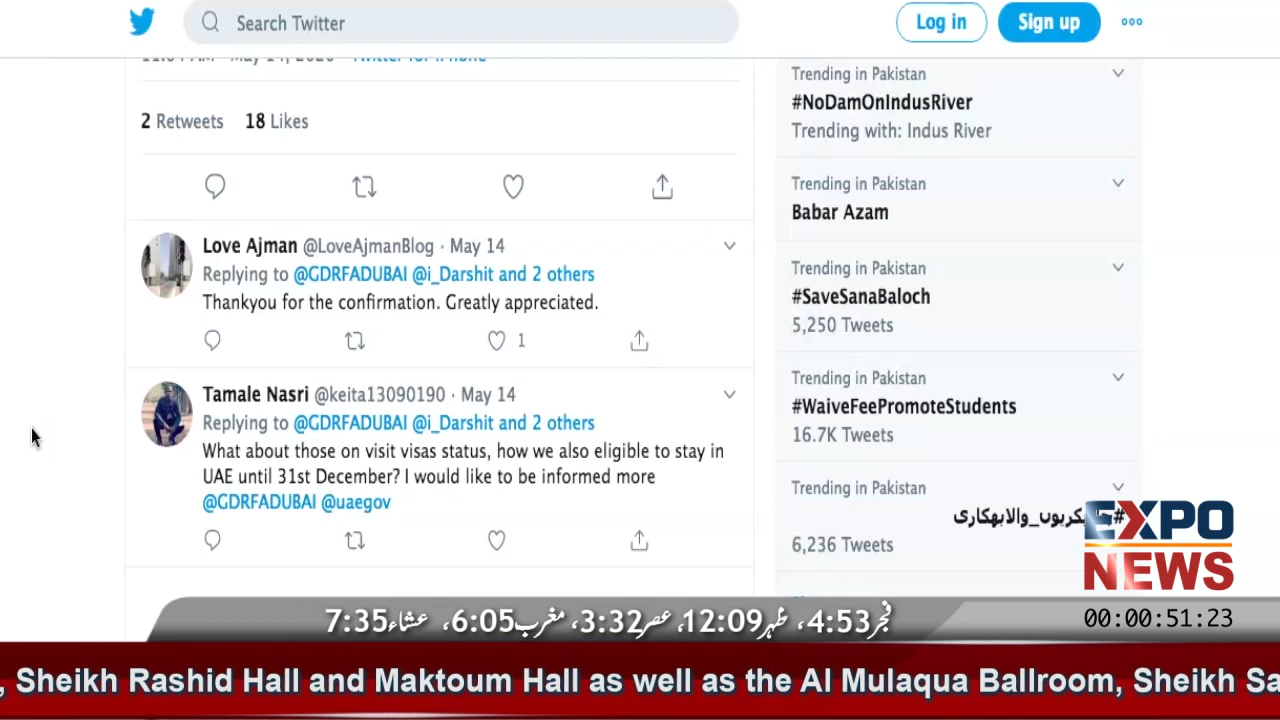 Search Twitter
Log in
Sign up
2 Retweets 18 Likes
Love Ajman @LoveAjmanBlog · May 14
Replying to @GDRFADUBAI @i_Darshit and 2 others
Thankyou for the confirmation. Greatly appreciated.
1
Tamale Nasri @keita13090190 · May 14
Replying to @GDRFADUBAI @i_Darshit and 2 others
What about those on visit visas status, how we also eligible to stay in
UAE until 31st December? I would like to be informed more
@GDRFADUBAI @uaegov
Trending in Pakistan
#NoDamOnIndusRiver
Trending with: Indus River
Trending in Pakistan
Babar Azam
Trending in Pakistan
#SaveSanaBaloch
5,250 Tweets
Trending in Pakistan
#WaiveFeePromoteStudents
16.7K Tweets
Trending in Pakistan
6,236 Tweets
EXPO
NEWS
00:00:51:23
فجر4:53، ظہر12:09، عصر3:32، مغرب6:05، عشاء7:35
, Sheikh Rashid Hall and Maktoum Hall as well as the Al Mulaqua Ballroom, Sheikh Sa